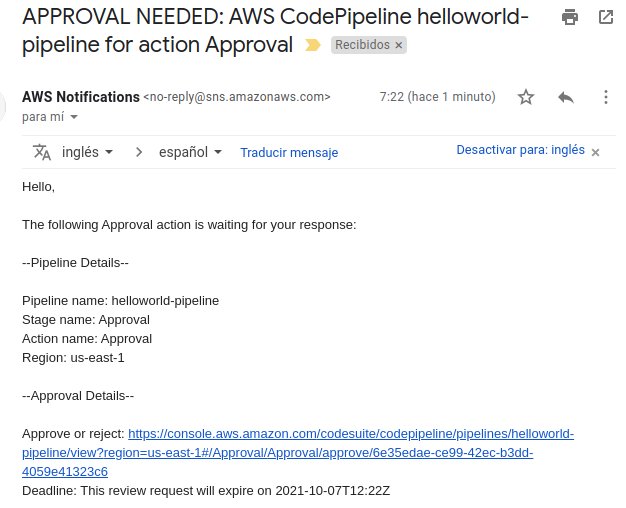 APPROVAL NEEDED: AWS CodePipeline helloworld-
pipeline for action Approval Recibidos ×
AWS Notifications <no-reply@sns.amazonaws.com> 7:22 (hace 1 minuto)
para mí
inglés > español Traducir mensaje Desactivar para: inglés ×
Hello,
The following Approval action is waiting for your response:
--Pipeline Details--
Pipeline name: helloworld-pipeline
Stage name: Approval
Action name: Approval
Region: us-east-1
--Approval Details--
Approve or reject: https://console.aws.amazon.com/codesuite/codepipeline/pipelines/helloworld-
pipeline/view?region=us-east-1#/Approval/Approval/approve/6e35edae-ce99-42ec-b3dd-
4059e41323c6
Deadline: This review request will expire on 2021-10-07T12:22Z